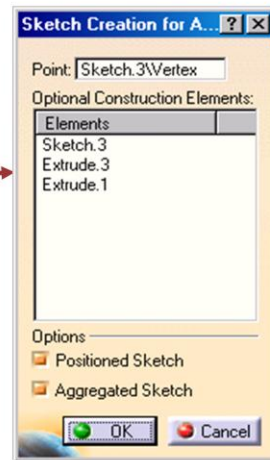 Sketch Creation for A... ? X
Point: Sketch.3\Vertex
Optional Construction Elements:
Elements
Sketch.3
Extrude.3
Extrude.1
Options
Positioned Sketch
Aggregated Sketch
OK Cancel